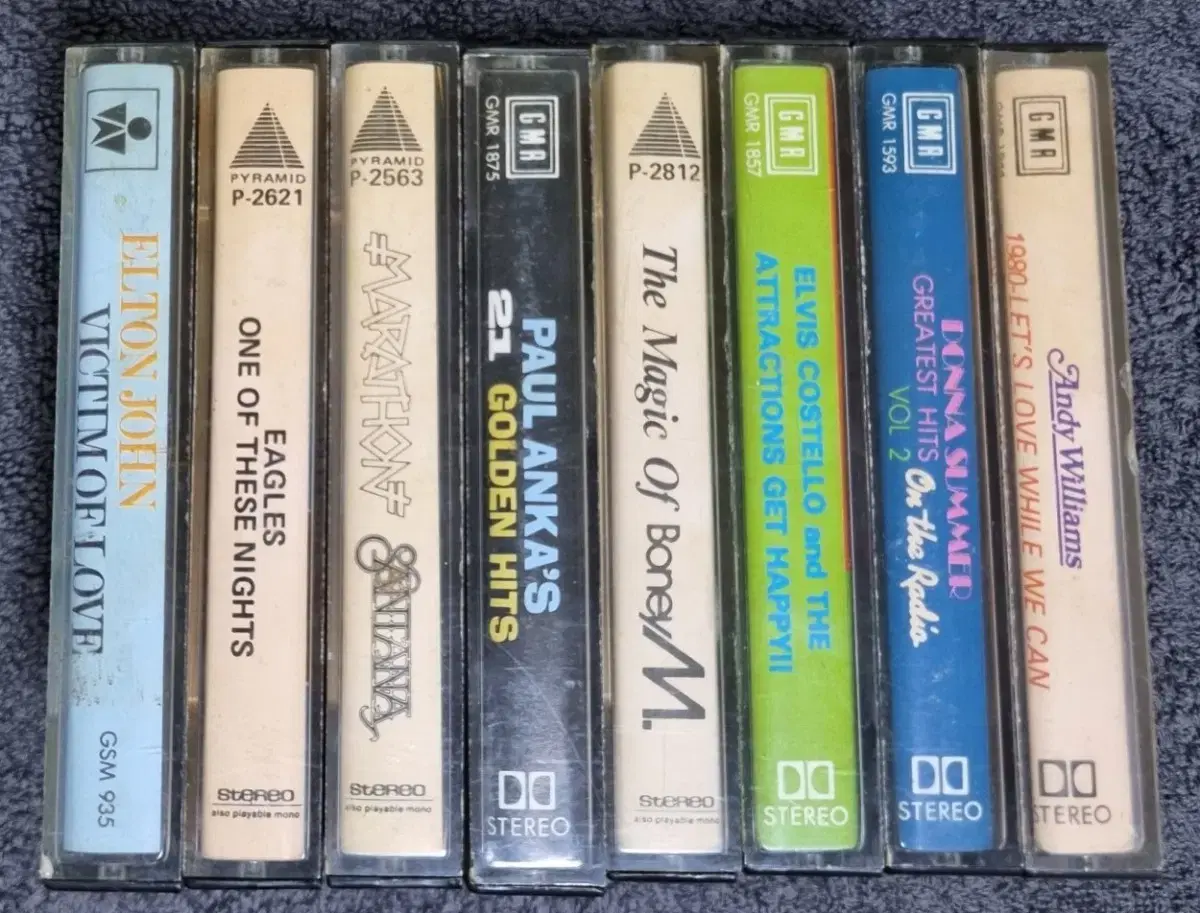 ELTON JOHN
VICTIM OF LOVE
GSM 935
PYRAMID
P-2621
EAGLES
ONE OF THESE NIGHTS
STEREO
also playable mono
PYRAMID
P-2563
MARATHON
SANTANA
STEREO
also playable mono
GMR
GMR 1875
PAUL ANKA'S
21 GOLDEN HITS
STEREO
P-2812
The Magic Of Boney M.
STEREO
also playable mono
GMR
GMR 1857
ELVIS COSTELLO and THE
ATTRACTIONS GET HAPPY!!
STEREO
GMR
GMR 1593
DONNA SUMMER
GREATEST HITS On the Radio
VOL 2
STEREO
GMR
Andy Williams
1980-LET'S LOVE WHILE WE CAN
STEREO